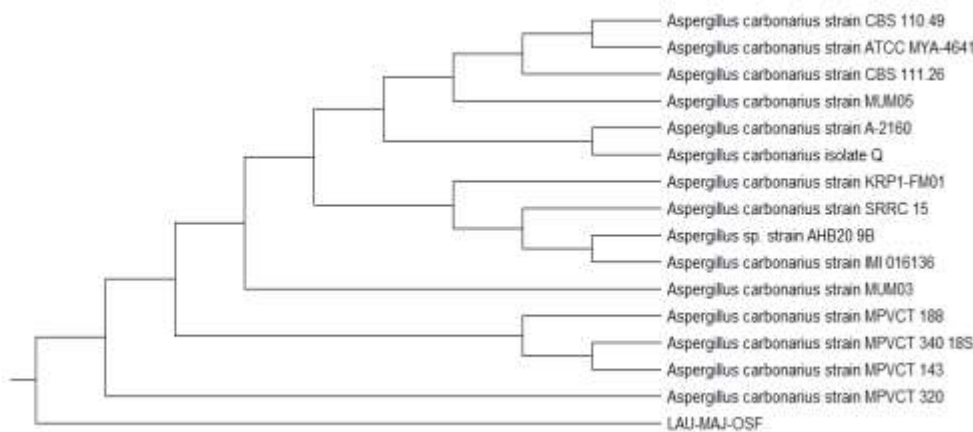 Aspergillus carbonarius strain CBS 110 49
Aspergillus carbonarius strain ATCC MYA-4641
Aspergillus carbonarius strain CBS 111.26
Aspergillus carbonarius strain MUM05
Aspergillus carbonarius strain A-2160
Aspergillus carbonarius isolate Q
Aspergillus carbonarius strain KRP1-FM01
Aspergillus carbonarius strain SRRC 15
Aspergillus sp. strain AHB20 9B
Aspergillus carbonarius strain IMI 016136
Aspergillus carbonarius strain MUM03
Aspergillus carbonarius strain MPVCT 188
Aspergillus carbonarius strain MPVCT 340 18S
Aspergillus carbonarius strain MPVCT 143
Aspergillus carbonarius strain MPVCT 320
LAU-MAJ-OSF